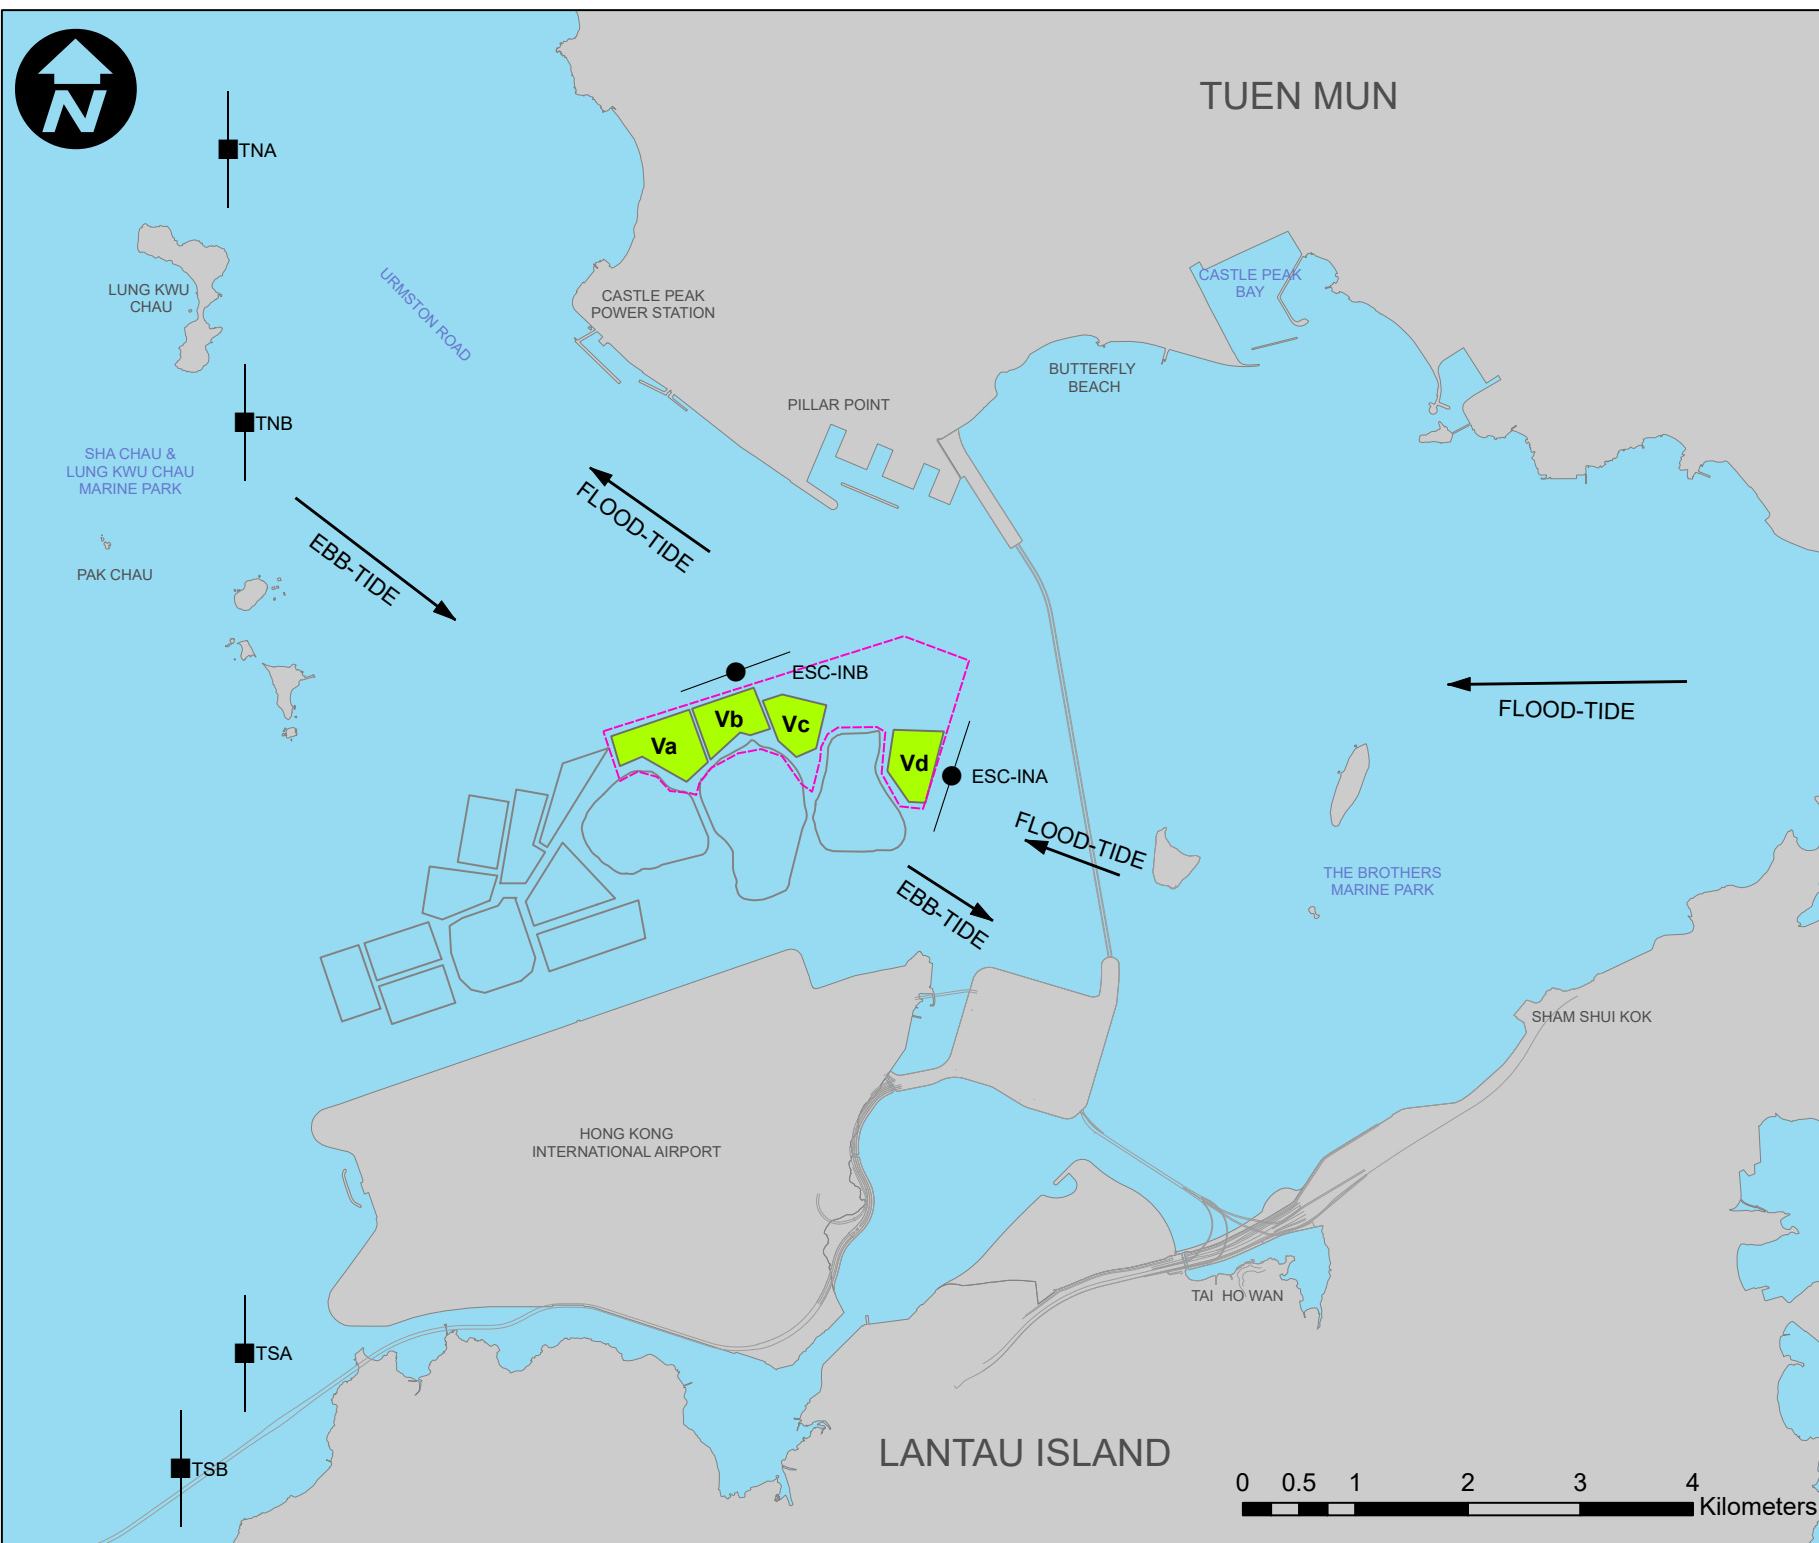 N
TUEN MUN
TNA
CASTLE PEAK
BAY
LUNG KWU
CHAU
URMSTON ROAD
CASTLE PEAK
POWER STATION
BUTTERFLY
BEACH
PILLAR POINT
TNB
SHA CHAU &
LUNG KWU CHAU
MARINE PARK
FLOOD-TIDE
EBB-TIDE
PAK CHAU
ESC-INB
FLOOD-TIDE
Va
Vb
Vc
Vd
ESC-INA
FLOOD-TIDE
THE BROTHERS
MARINE PARK
EBB-TIDE
SHAM SHUI KOK
HONG KONG
INTERNATIONAL AIRPORT
TAI HO WAN
TSA
TSB
LANTAU ISLAND
0 0.5 1 2 3 4
Kilometers